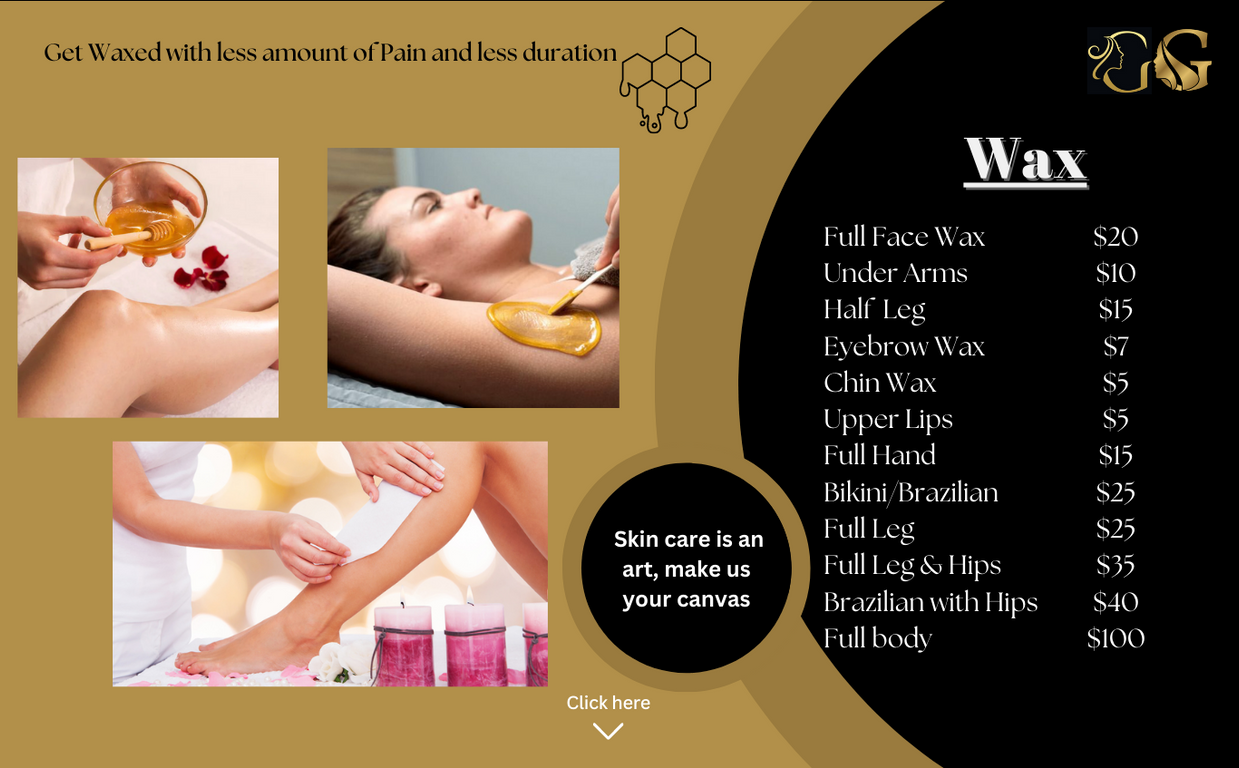 Get Waxed with less amount of Pain and less duration
G G
Wax
Full Face Wax $20
Under Arms $10
Half Leg $15
Eyebrow Wax $7
Chin Wax $5
Upper Lips $5
Full Hand $15
Bikini/Brazilian $25
Full Leg $25
Full Leg & Hips $35
Brazilian with Hips $40
Full body $100
Skin care is an
art, make us
your canvas
Click here